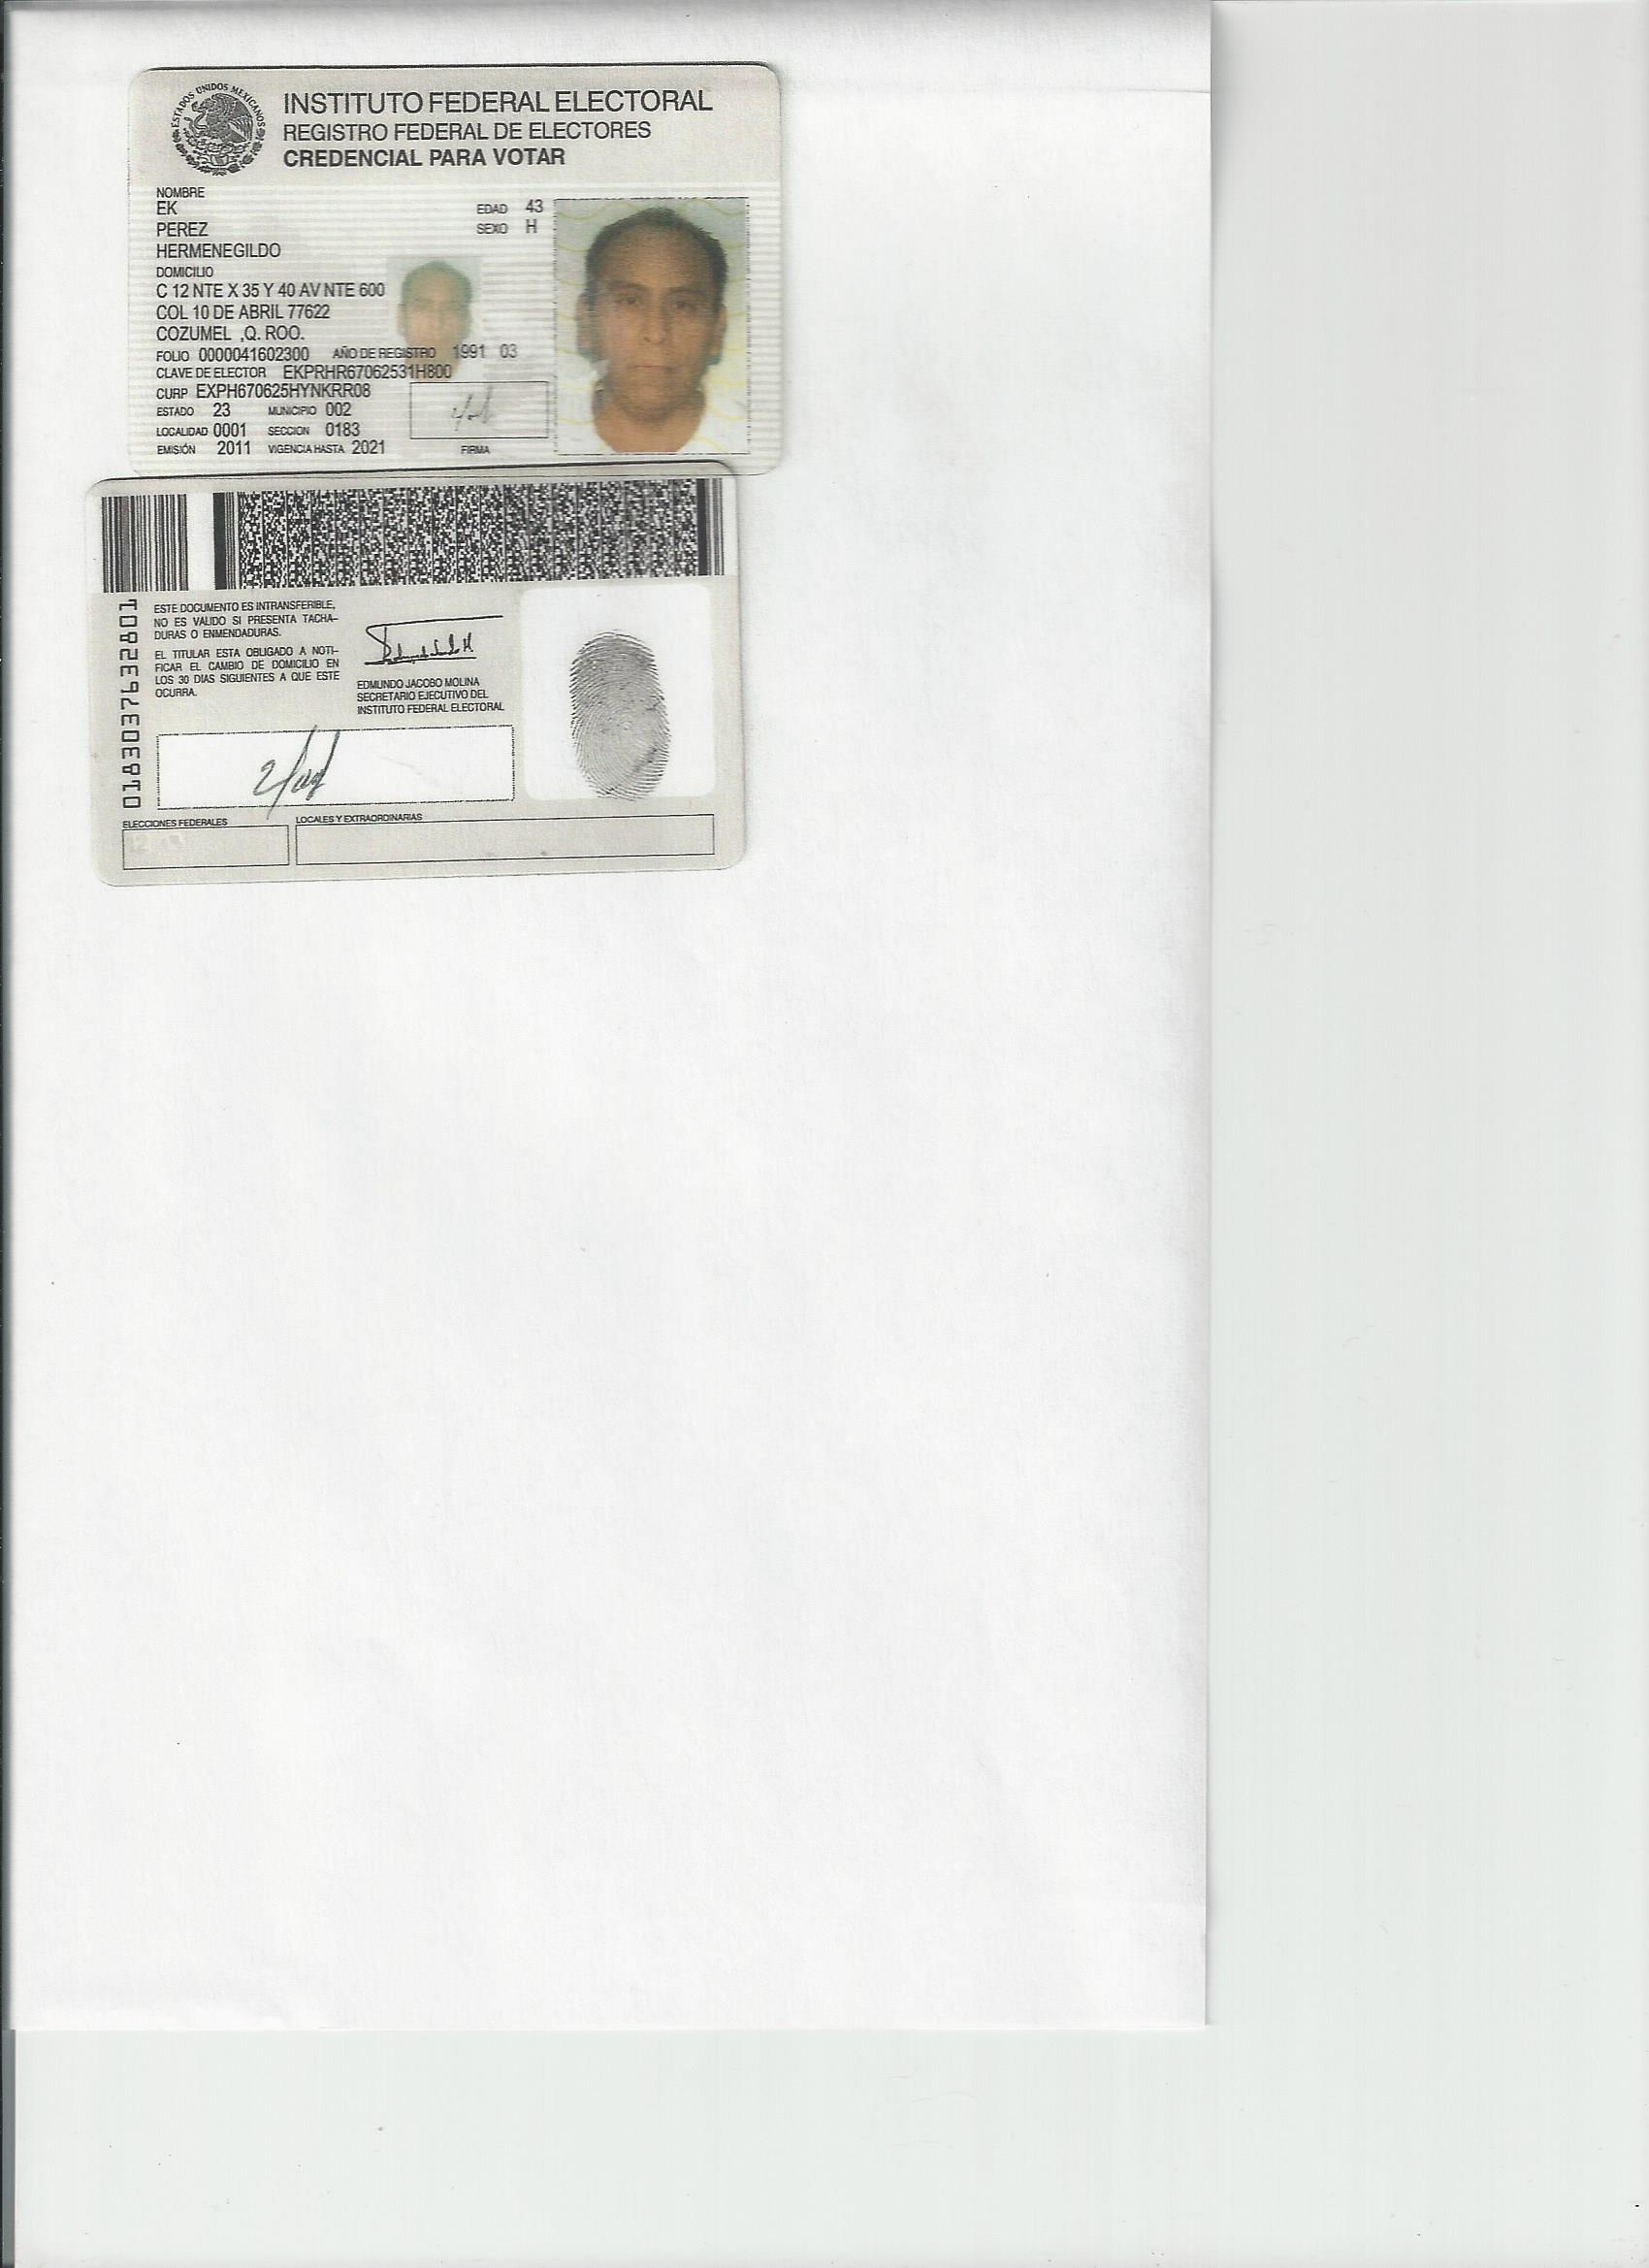 ESTADOS UNIDOS MEXICANOS
INSTITUTO FEDERAL ELECTORAL
REGISTRO FEDERAL DE ELECTORES
CREDENCIAL PARA VOTAR
NOMBRE
EK
PEREZ
HERMENEGILDO
EDAD 43
SEXO H
DOMICILIO
C 12 NTE X 35 Y 40 AV NTE 600
COL 10 DE ABRIL 77622
COZUMEL ,Q. ROO.
FOLIO 0000041602300 AÑO DE REGISTRO 1991 03
CLAVE DE ELECTOR EKPRHR67062531H800
CURP EXPH670625HYNKRR08
ESTADO 23 MUNICIPIO 002
LOCALIDAD 0001 SECCION 0183
EMISIÓN 2011 VIGENCIA HASTA 2021
FIRMA
0183037632801
ESTE DOCUMENTO ES INTRANSFERIBLE,
NO ES VALIDO SI PRESENTA TACHA-
DURAS O ENMENDADURAS.
EL TITULAR ESTA OBLIGADO A NOTI-
FICAR EL CAMBIO DE DOMICILIO EN
LOS 30 DIAS SIGUIENTES A QUE ESTE
OCURRA.
EDMUNDO JACOBO MOLINA
SECRETARIO EJECUTIVO DEL
INSTITUTO FEDERAL ELECTORAL
ELECCIONES FEDERALES
LOCALES Y EXTRAORDINARIAS